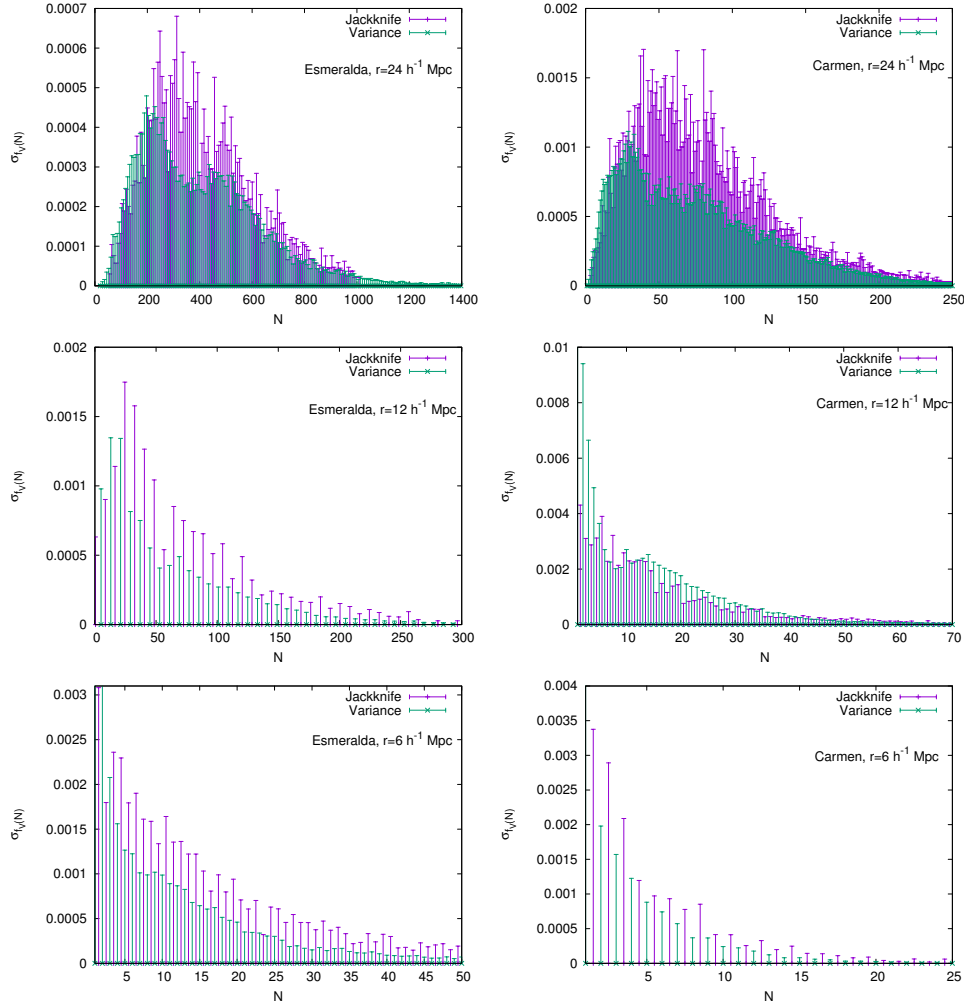 0.0007
0.0006
0.0005
0.0004
0.0003
0.0002
0.0001
0
σfV(N)
Jackknife
Variance
Esmeralda, r=24 h-1 Mpc
0 200 400 600 800 1000 1200 1400
N
0.002
0.0015
0.001
0.0005
0
σfV(N)
Jackknife
Variance
Carmen, r=24 h-1 Mpc
0 50 100 150 200 250
N
0.002
0.0015
0.001
0.0005
0
σfV(N)
Jackknife
Variance
Esmeralda, r=12 h-1 Mpc
0 50 100 150 200 250 300
N
0.01
0.008
0.006
0.004
0.002
0
σfV(N)
Jackknife
Variance
Carmen, r=12 h-1 Mpc
10 20 30 40 50 60 70
N
0.003
0.0025
0.002
0.0015
0.001
0.0005
0
σfV(N)
Jackknife
Variance
Esmeralda, r=6 h-1 Mpc
5 10 15 20 25 30 35 40 45 50
N
0.004
0.0035
0.003
0.0025
0.002
0.0015
0.001
0.0005
0
σfV(N)
Jackknife
Variance
Carmen, r=6 h-1 Mpc
5 10 15 20 25
N